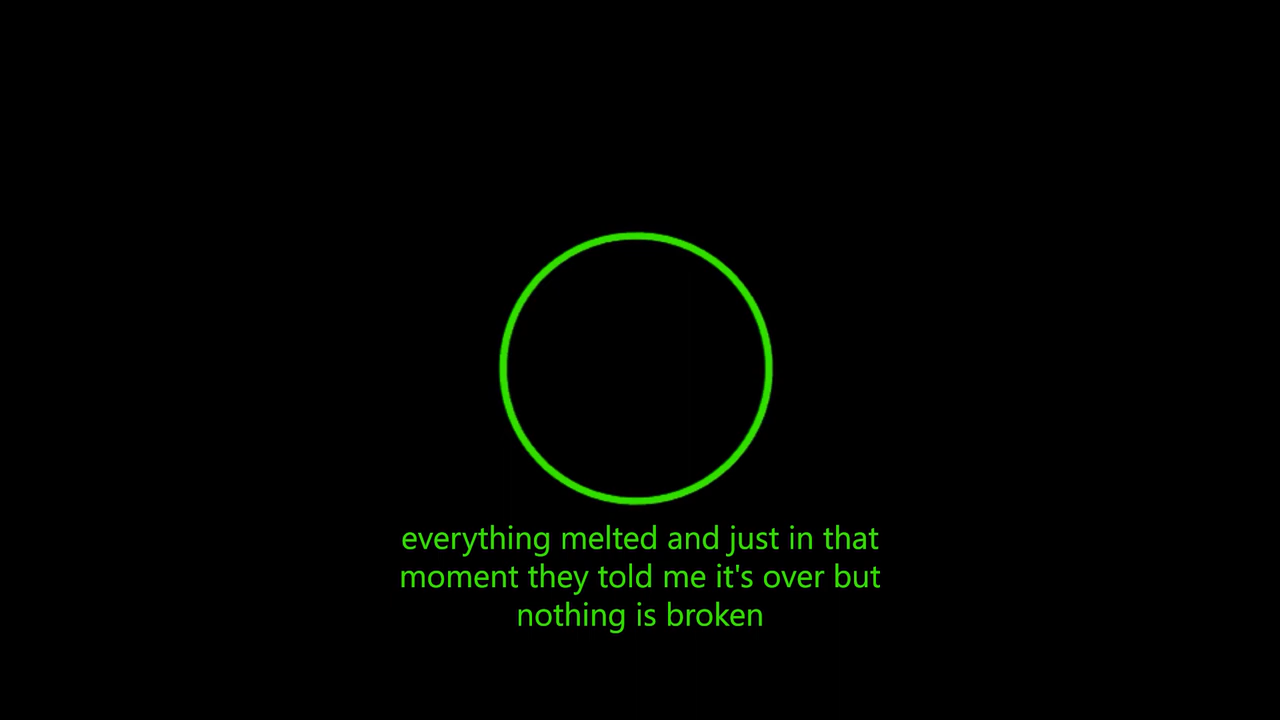 everything melted and just in that
moment they told me it's over but
nothing is broken